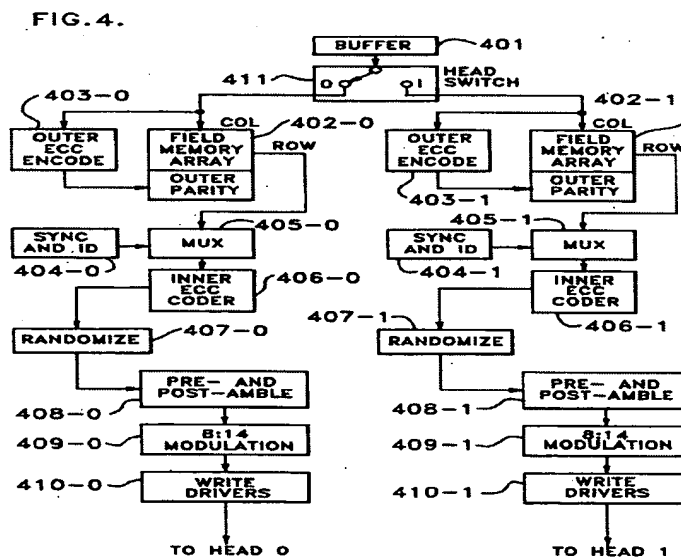 FIG.4.
BUFFER
401
411
0
1
HEAD
SWITCH
403-0
COL
402-0
402-1
COL
OUTER
ECC
ENCODE
FIELD
MEMORY
ARRAY
ROW
OUTER
PARITY
OUTER
ECC
ENCODE
FIELD
MEMORY
ARRAY
ROW
OUTER
PARITY
403-1
405-0
405-1
SYNC
AND ID
MUX
SYNC
AND ID
MUX
404-0
404-1
INNER
ECC
CODER
406-0
INNER
ECC
CODER
406-1
407-0
407-1
RANDOMIZE
RANDOMIZE
PRE- AND
POST-AMBLE
PRE- AND
POST-AMBLE
408-0
408-1
8:14
MODULATION
8:14
MODULATION
409-0
409-1
WRITE
DRIVERS
WRITE
DRIVERS
410-0
410-1
TO HEAD 0
TO HEAD 1